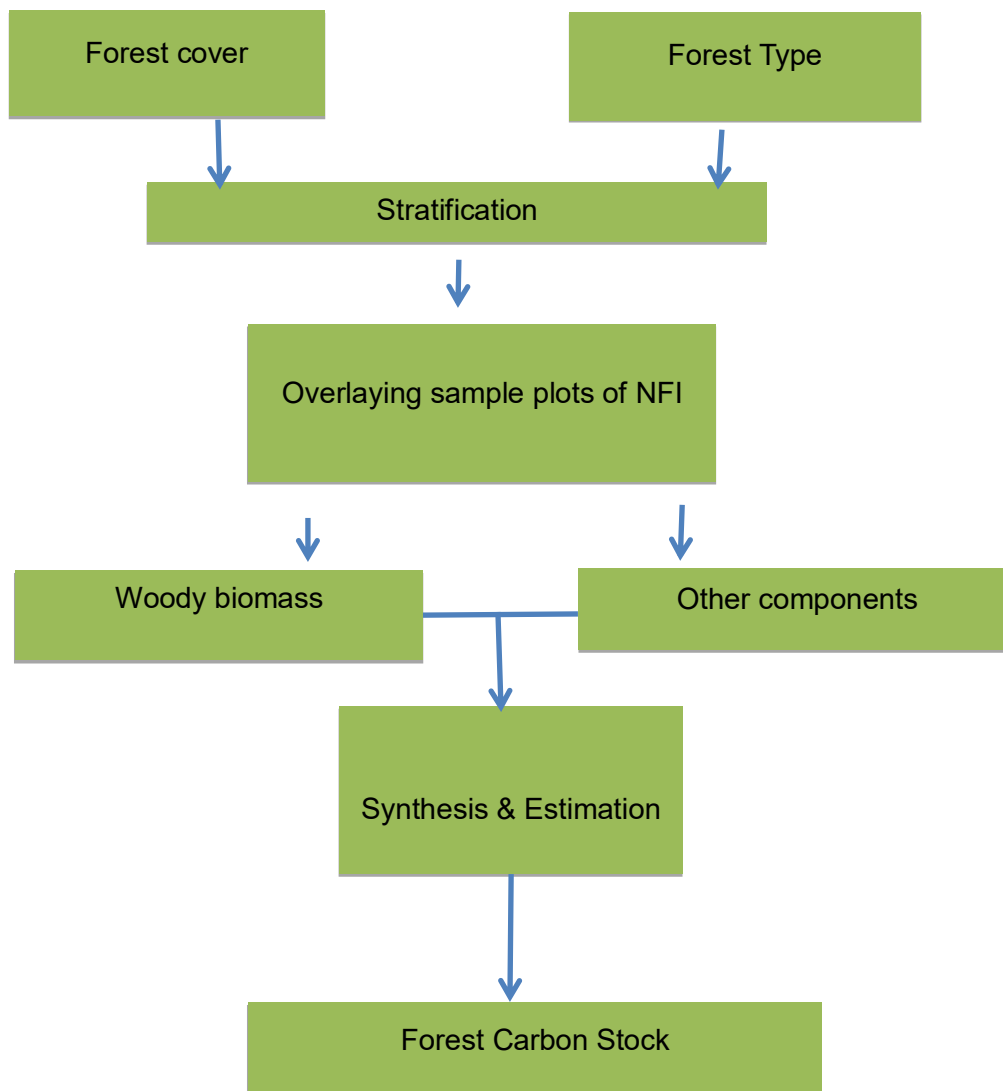 Forest cover
Forest Type
Stratification
Overlaying sample plots of NFI
Woody biomass
Other components
Synthesis & Estimation
Forest Carbon Stock